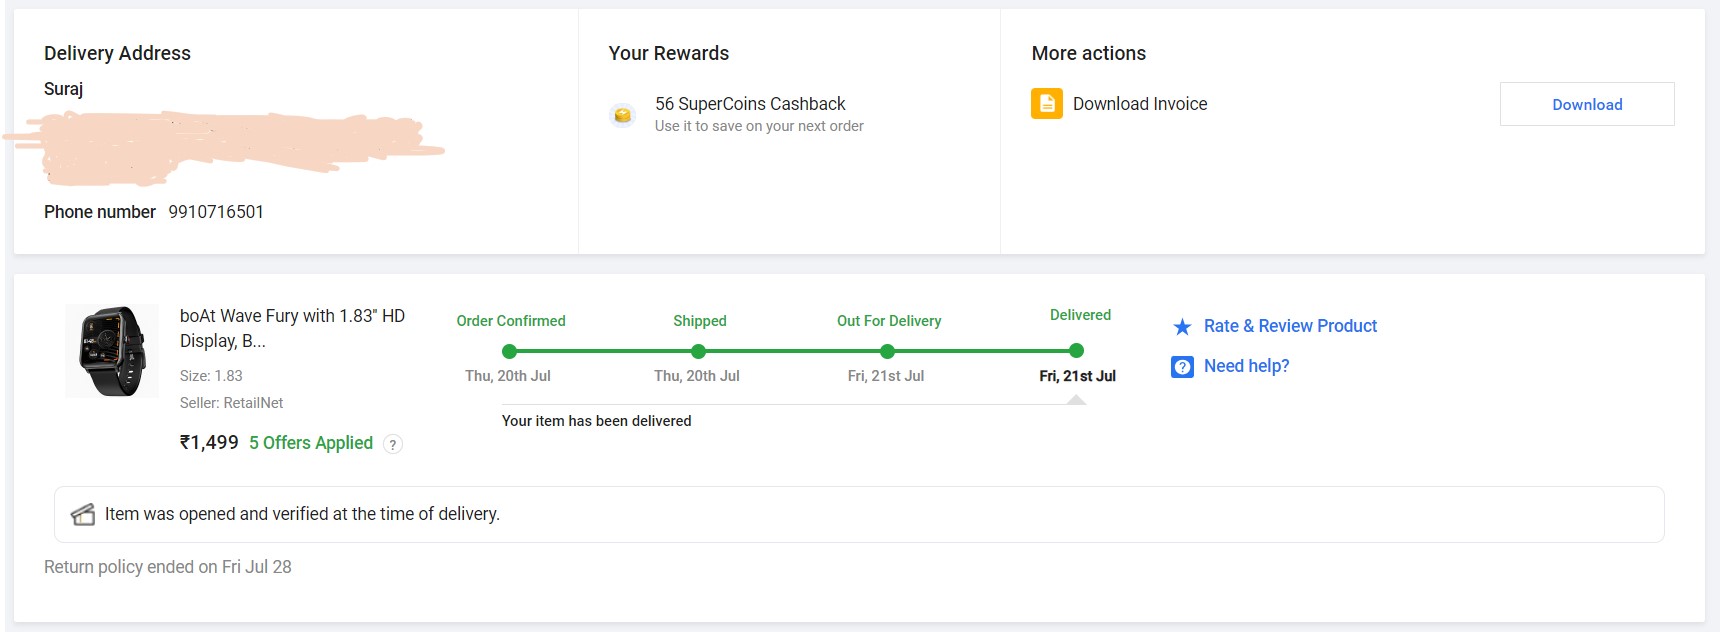 Delivery Address
Suraj
Phone number 9910716501
Your Rewards
56 SuperCoins Cashback
Use it to save on your next order
More actions
Download Invoice
Download
boAt Wave Fury with 1.83" HD
Display, B...
Size: 1.83
Seller: RetailNet
₹1,499 5 Offers Applied ?
Order Confirmed Shipped Out For Delivery Delivered
Thu, 20th Jul Thu, 20th Jul Fri, 21st Jul Fri, 21st Jul
Your item has been delivered
Rate & Review Product
? Need help?
Item was opened and verified at the time of delivery.
Return policy ended on Fri Jul 28